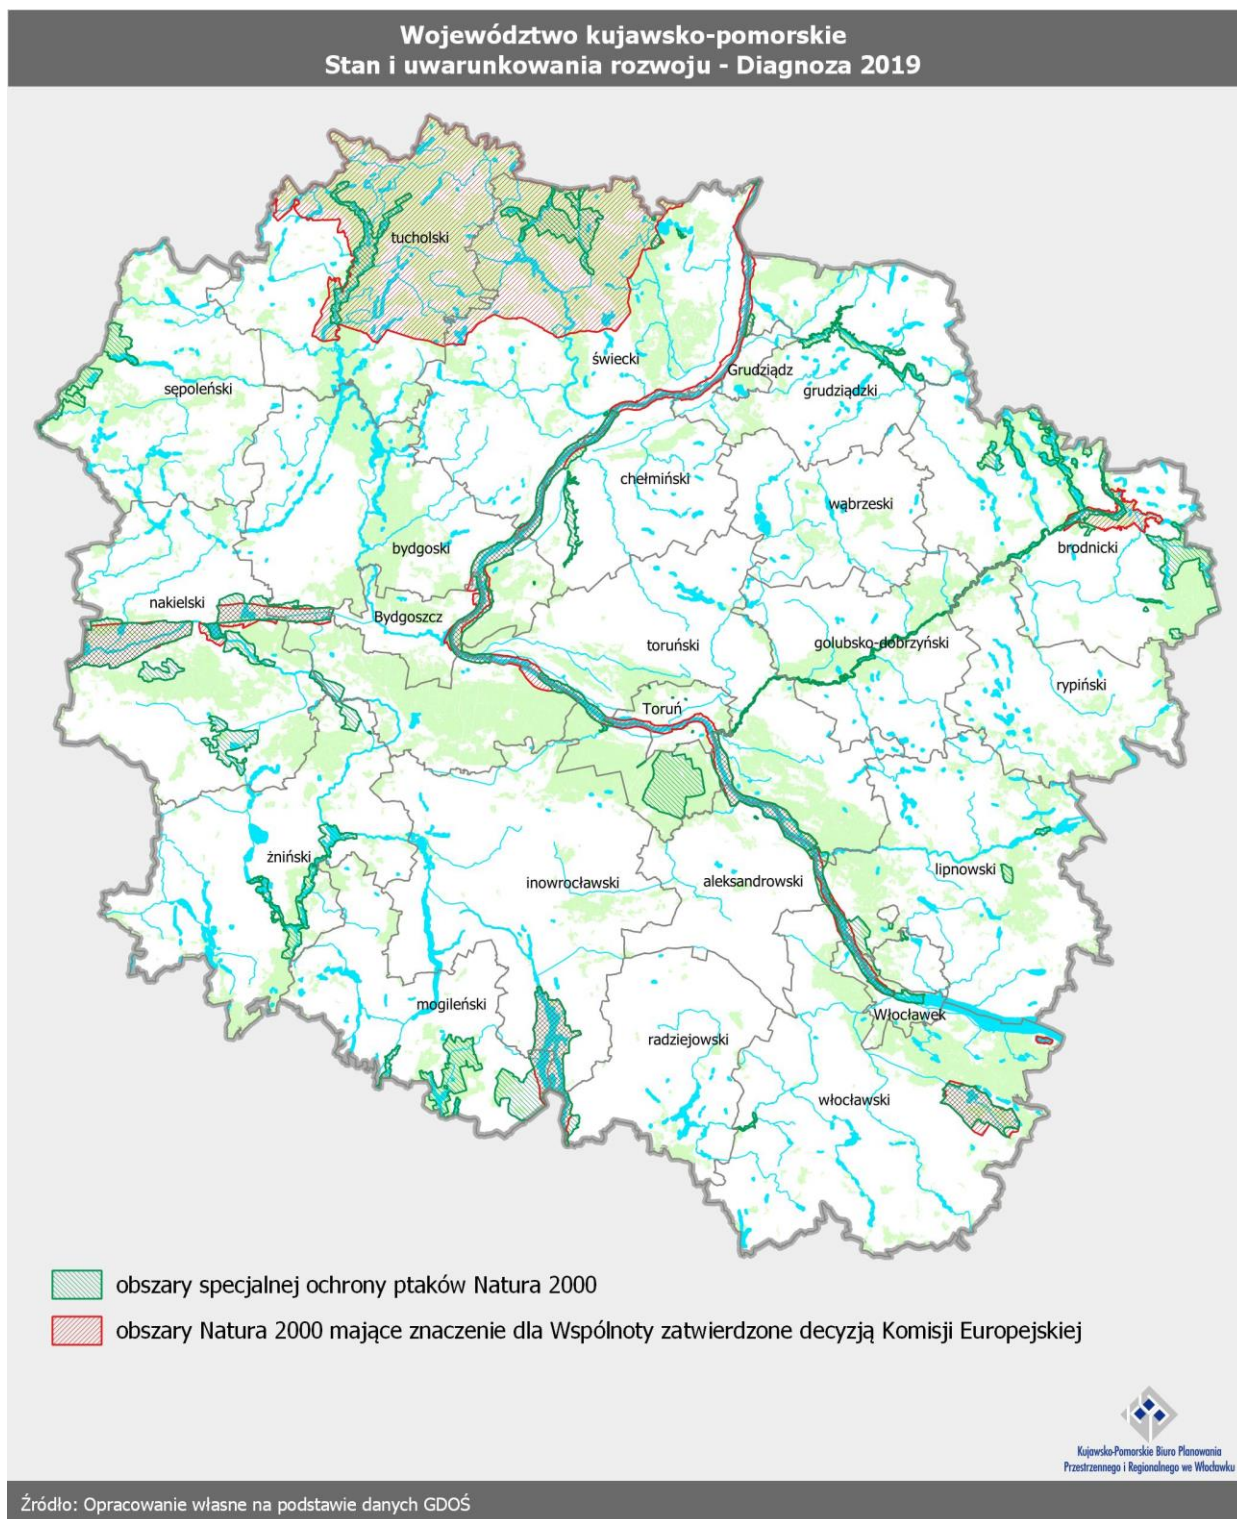 Województwo kujawsko-pomorskie
Stan i uwarunkowania rozwoju - Diagnoza 2019
tucholski
świecki
Grudziądz
sępoleński
grudziądzki
chełmiński
wąbrzeski
bydgoski
brodnicki
nakielski
Bydgoszcz
toruński
golubsko-dobrzyński
rypiński
Toruń
żniński
inowrocławski
aleksandrowski
lipnowski
mogileński
Włocławek
radziejowski
włocławski
obszary specjalnej ochrony ptaków Natura 2000
obszary Natura 2000 mające znaczenie dla Wspólnoty zatwierdzone decyzją Komisji Europejskiej
Kujawsko-Pomorskie Biuro Planowania
Przestrzennego i Regionalnego we Włocławku
Źródło: Opracowanie własne na podstawie danych GDOŚ